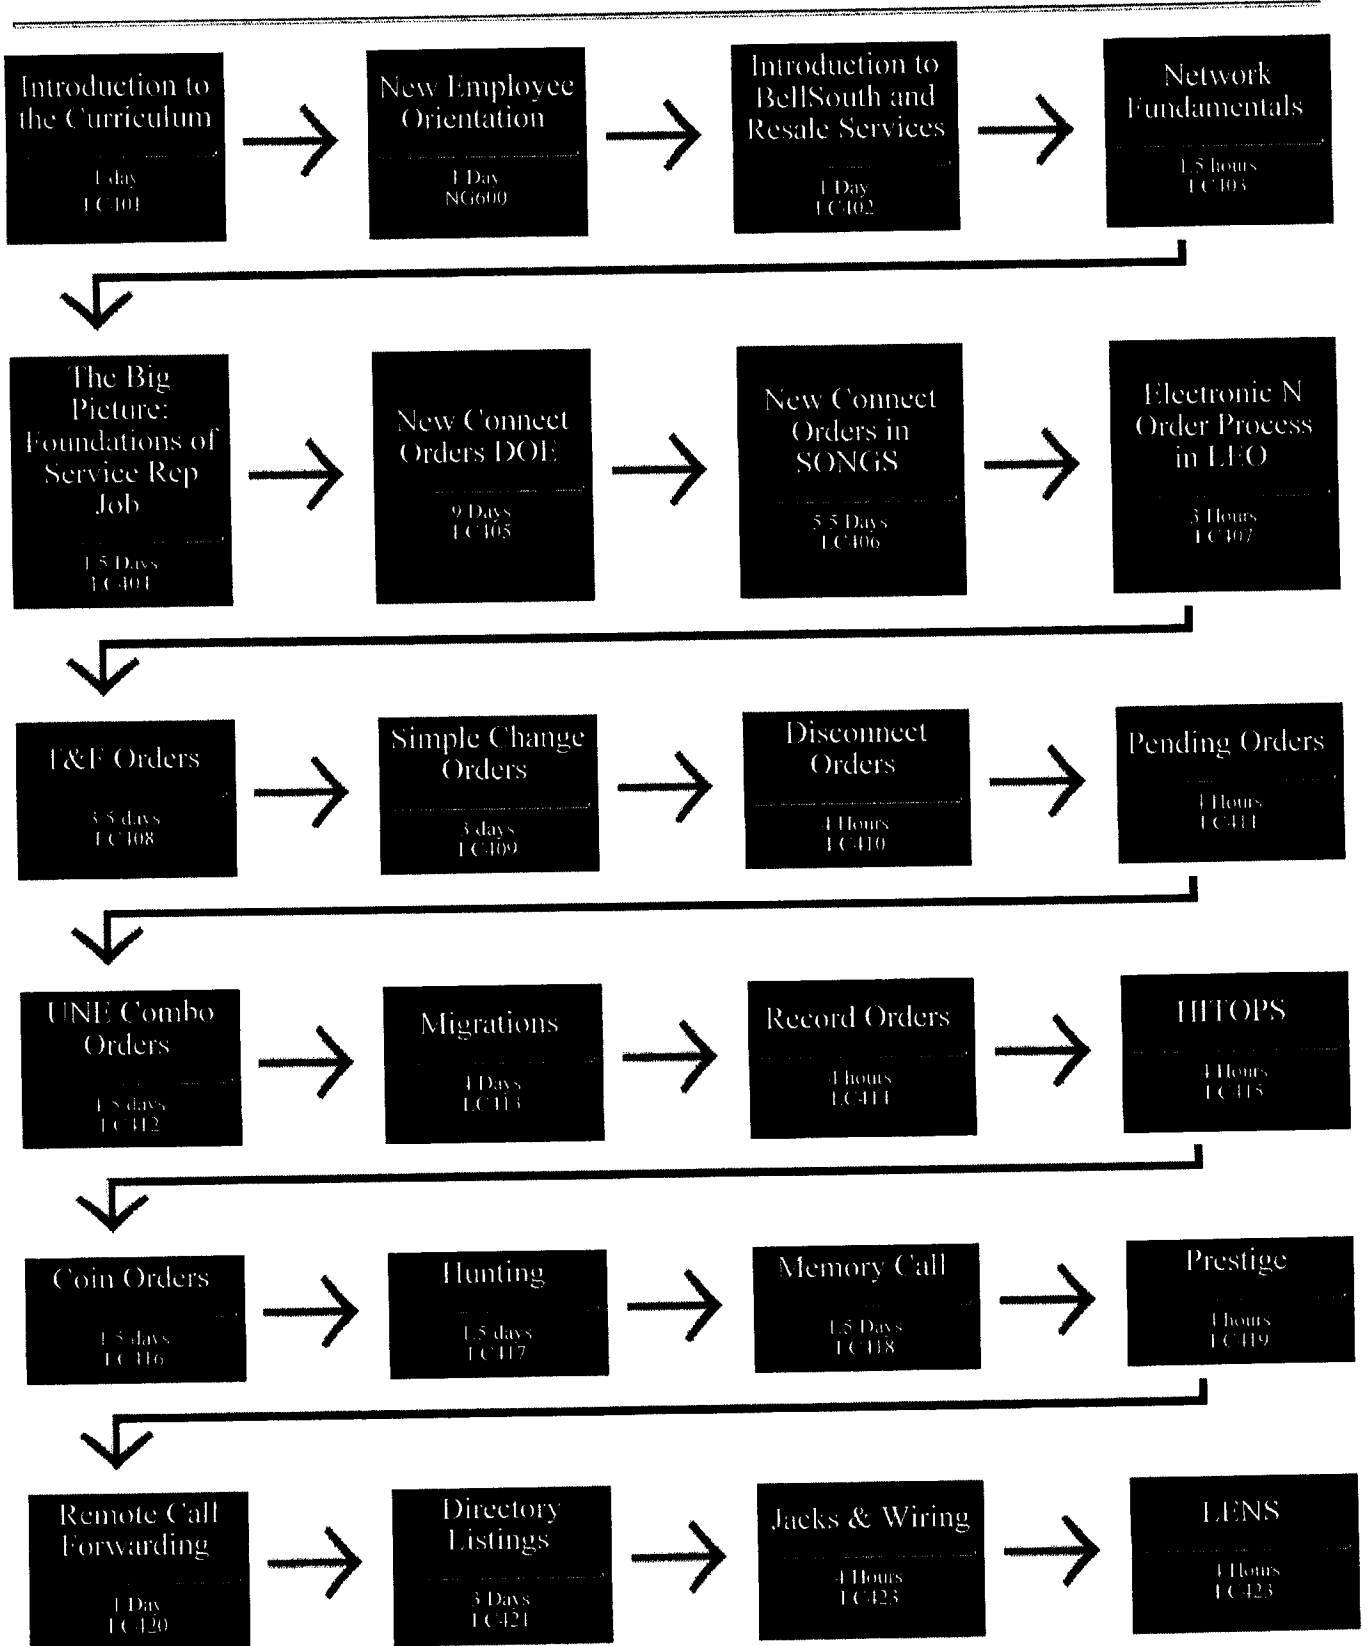 Introduction to
the Curriculum
1 day
LC401
New Employee
Orientation
1 Day
NG600
Introduction to
BellSouth and
Resale Services
1 Day
LC402
Network
Fundamentals
1.5 hours
LC403
The Big
Picture:
Foundations of
Service Rep
Job
1.5 Days
LC404
New Connect
Orders DOE
9 Days
LC405
New Connect
Orders in
SONGS
5.5 Days
LC406
Electronic N
Order Process
in LEO
3 Hours
LC407
T&F Orders
3.5 days
LC408
Simple Change
Orders
3 days
LC409
Disconnect
Orders
4 Hours
LC410
Pending Orders
4 Hours
LC411
UNE Combo
Orders
1.5 days
LC412
Migrations
4 Days
LC413
Record Orders
4 hours
LC414
HITOPS
4 Hours
LC415
Coin Orders
1.5 days
LC416
Hunting
1.5 days
LC417
Memory Call
1.5 Days
LC418
Prestige
4 hours
LC419
Remote Call
Forwarding
1 Day
LC420
Directory
Listings
3 Days
LC421
Jacks & Wiring
4 Hours
LC423
LENS
4 Hours
LC423